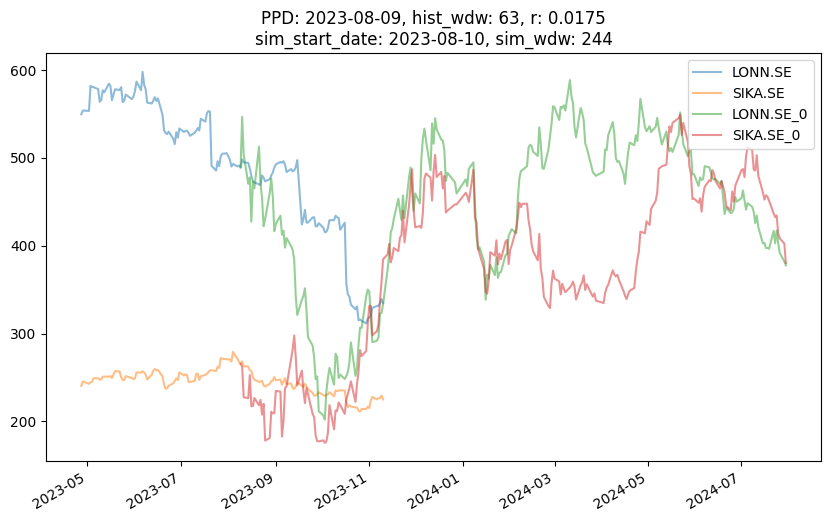 PPD: 2023-08-09, hist_wdw: 63, r: 0.0175
sim_start_date: 2023-08-10, sim_wdw: 244
LONN.SE
SIKA.SE
LONN.SE_0
SIKA.SE_0
600
500
400
300
200
2023-05
2023-07
2023-09
2023-11
2024-01
2024-03
2024-05
2024-07